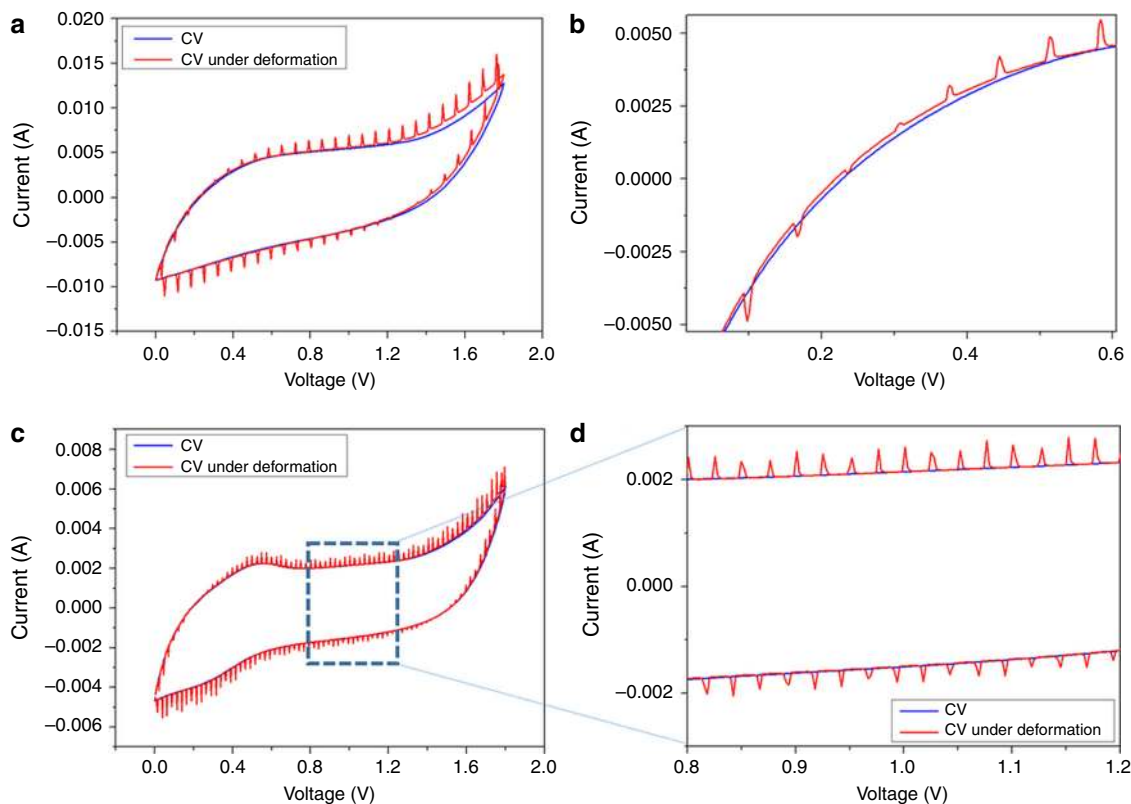 a
0.020
0.015
0.010
0.005
0.000
−0.005
−0.010
−0.015
Current (A)
CV
CV under deformation
0.0 0.4 0.8 1.2 1.6 2.0
Voltage (V)
b
0.0050
0.0025
0.0000
−0.0025
−0.0050
Current (A)
0.2 0.4 0.6
Voltage (V)
c
0.008
0.006
0.004
0.002
0.000
−0.002
−0.004
−0.006
Current (A)
CV
CV under deformation
0.0 0.4 0.8 1.2 1.6 2.0
Voltage (V)
d
0.002
0.000
−0.002
Current (A)
CV
CV under deformation
0.8 0.9 1.0 1.1 1.2
Voltage (V)